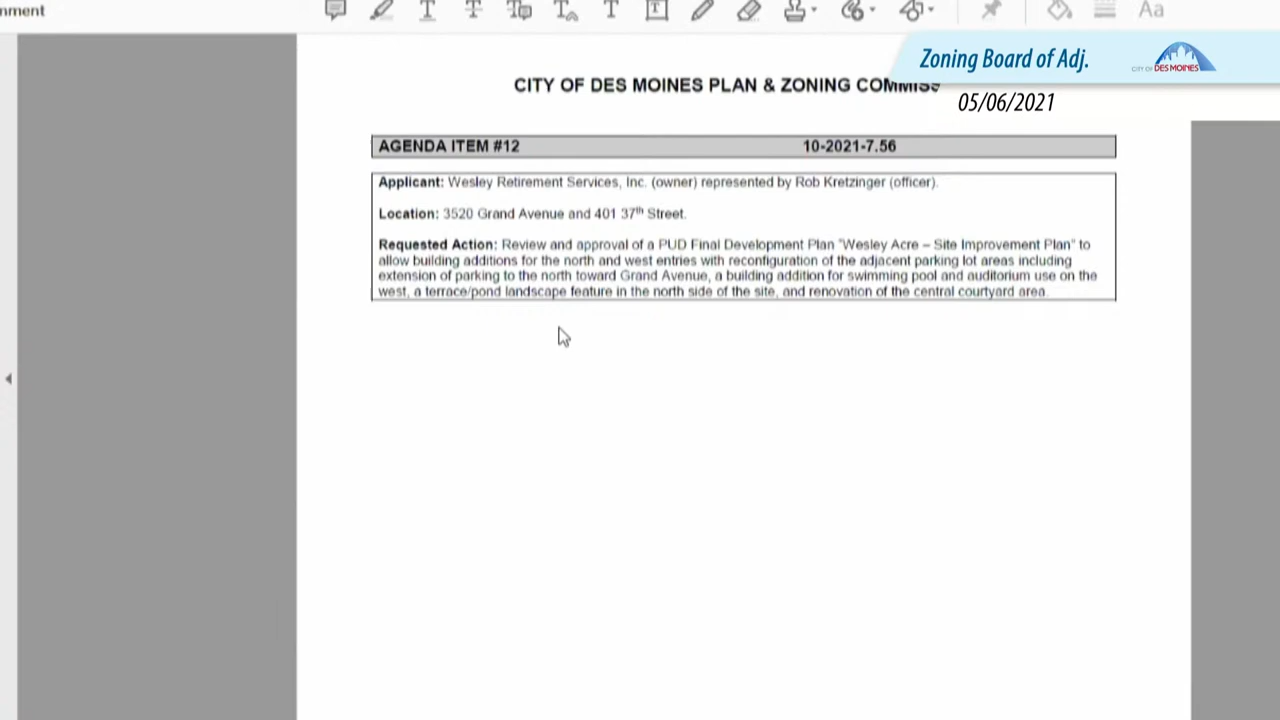 nment
Aa
Zoning Board of Adj.
CITY OF DES MOINES
05/06/2021
CITY OF DES MOINES PLAN & ZONING COMMISS
AGENDA ITEM #12 10-2021-7.56
Applicant: Wesley Retirement Services, Inc. (owner) represented by Rob Kretzinger (officer).
Location: 3520 Grand Avenue and 401 37th Street.
Requested Action: Review and approval of a PUD Final Development Plan "Wesley Acre – Site Improvement Plan" to
allow building additions for the north and west entries with reconfiguration of the adjacent parking lot areas including
extension of parking to the north toward Grand Avenue, a building addition for swimming pool and auditorium use on the
west, a terrace/pond landscape feature in the north side of the site, and renovation of the central courtyard area.